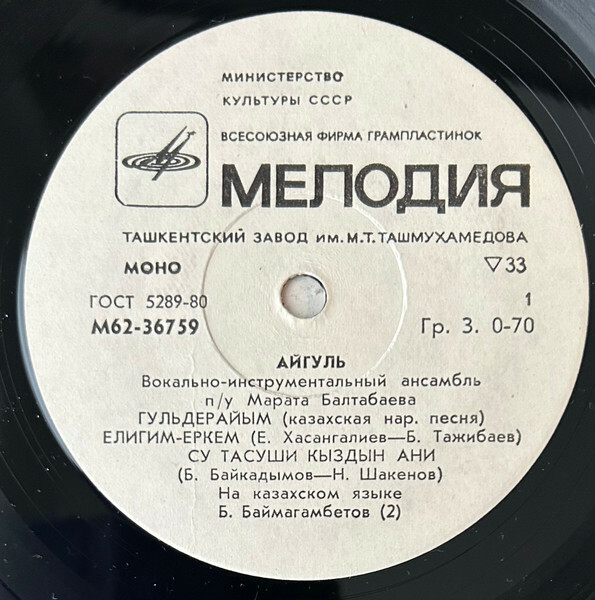 МИНИСТЕРСТВО
КУЛЬТУРЫ СССР
ВСЕСОЮЗНАЯ ФИРМА ГРАМПЛАСТИНОК
МЕЛОДИЯ
ТАШКЕНТСКИЙ ЗАВОД им. М.Т. ТАШМУХАМЕДОВА
МОНО ▽33
ГОСТ 5289-80 1
М62-36759 Гр. 3. 0-70
АЙГУЛЬ
Вокально-инструментальный ансамбль
п/у Марата Балтабаева
ГУЛЬДЕРАЙЫМ (казахская нар. песня)
ЕЛИГИМ-ЕРКЕМ (Е. Хасангалиев—Б. Тажибаев)
СУ ТАСУШИ КЫЗДЫН АНИ
(Б. Байкадымов—Н. Шакенов)
На казахском языке
Б. Баймагамбетов (2)